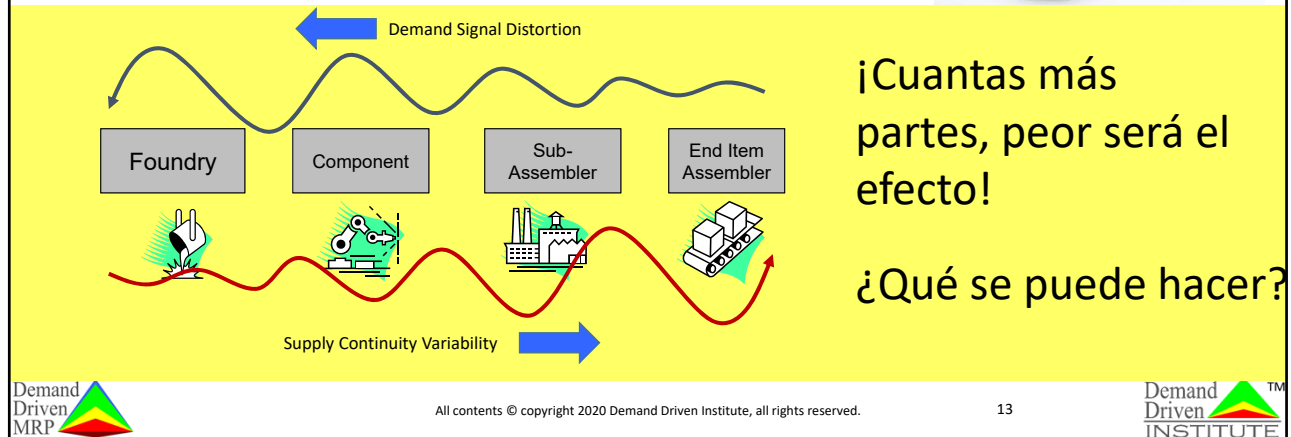 Demand Signal Distortion
¡Cuantas más
partes, peor será el
efecto!
¿Qué se puede hacer?
Foundry
Component
Sub-
Assembler
End Item
Assembler
Supply Continuity Variability
Demand
Driven
MRP
All contents © copyright 2020 Demand Driven Institute, all rights reserved.
13
Demand
Driven
INSTITUTE
TM